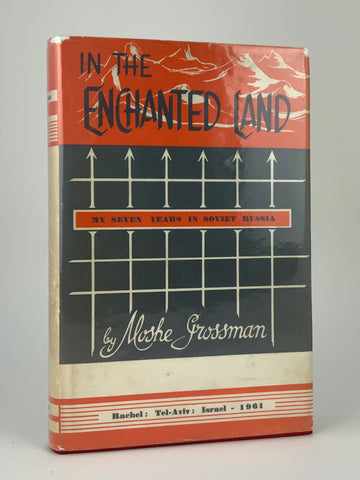 IN THE
ENCHANTED LAND
MY SEVEN YEARS IN SOVIET RUSSIA
by Moshe Grossman
Rachel: Tel-Aviv: Israel - 1961